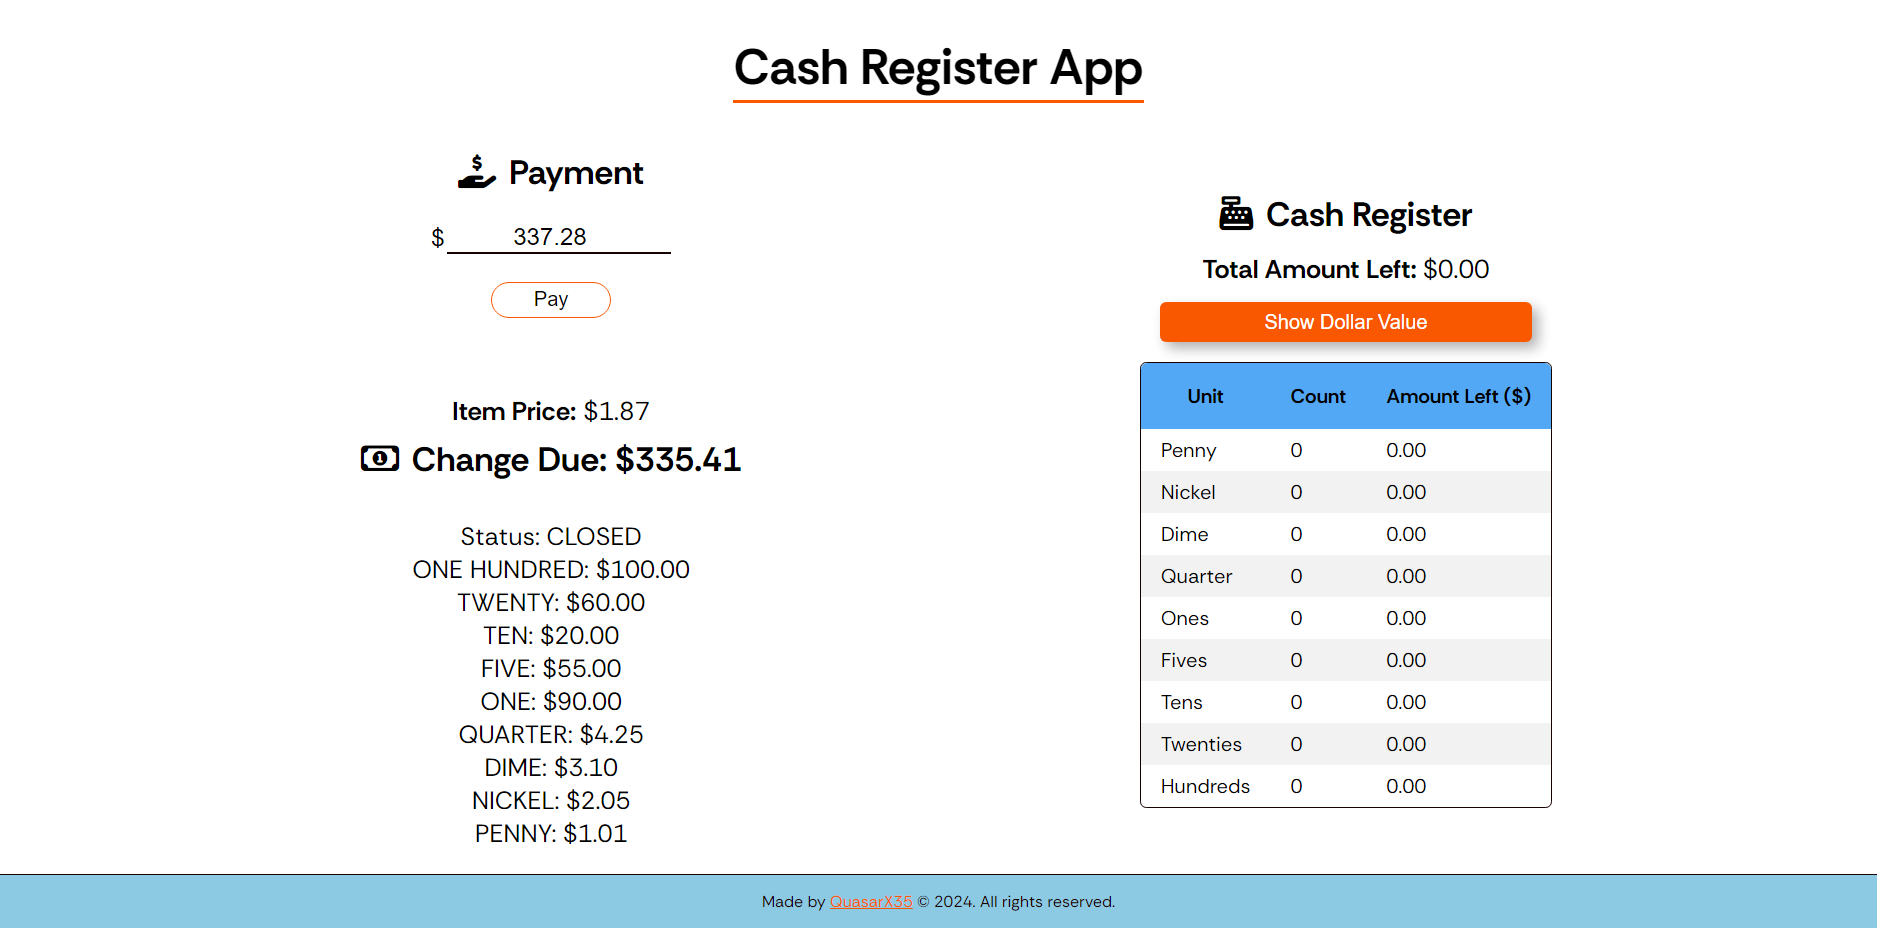 Cash Register App
Payment
$ 337.28
Pay
Item Price: $1.87
Change Due: $335.41
Status: CLOSED
ONE HUNDRED: $100.00
TWENTY: $60.00
TEN: $20.00
FIVE: $55.00
ONE: $90.00
QUARTER: $4.25
DIME: $3.10
NICKEL: $2.05
PENNY: $1.01
Cash Register
Total Amount Left: $0.00
Show Dollar Value
Unit Count Amount Left ($)
Penny 0 0.00
Nickel 0 0.00
Dime 0 0.00
Quarter 0 0.00
Ones 0 0.00
Fives 0 0.00
Tens 0 0.00
Twenties 0 0.00
Hundreds 0 0.00
Made by QuasarX35 © 2024. All rights reserved.